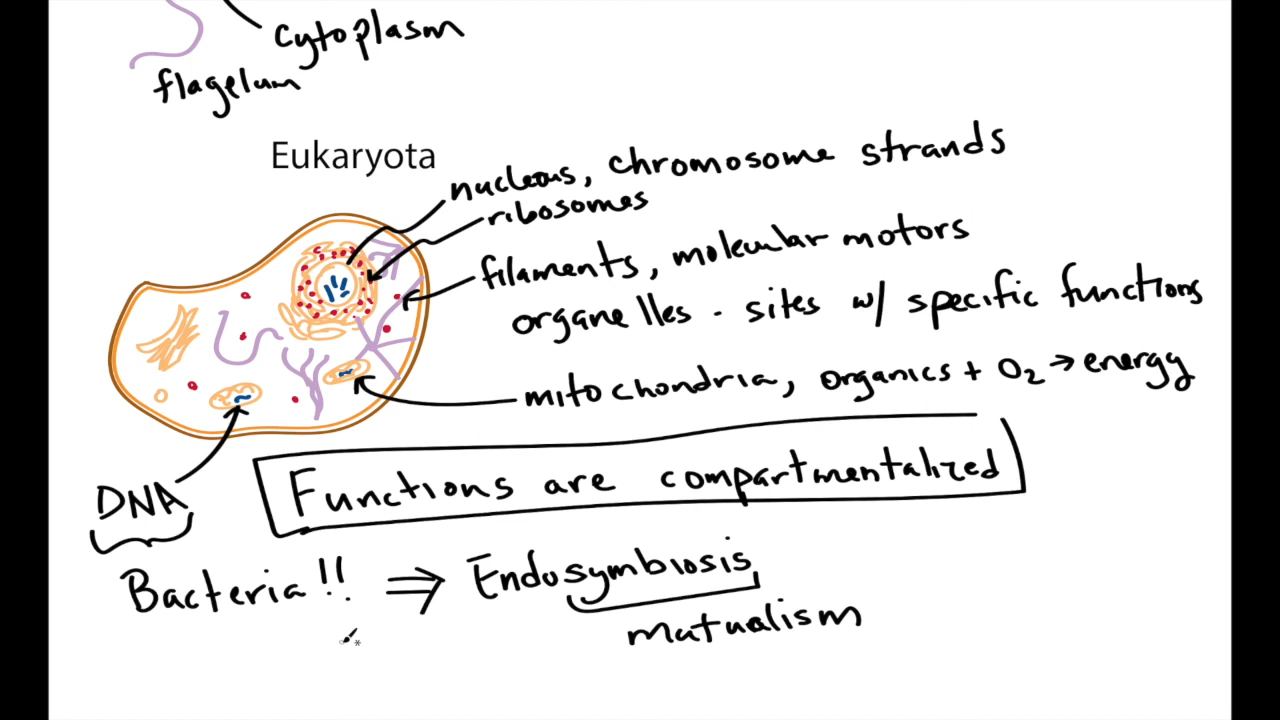 cytoplasm
flagelum
Eukaryota
nucleous, chromosome strands
ribosomes
filaments, molecular motors
organelles - sites w/ specific functions
mitochondria, organics + O₂ → energy
Functions are compartmentalized
DNA
Bacteria!! ⇒ Endosymbiosis
mutualism